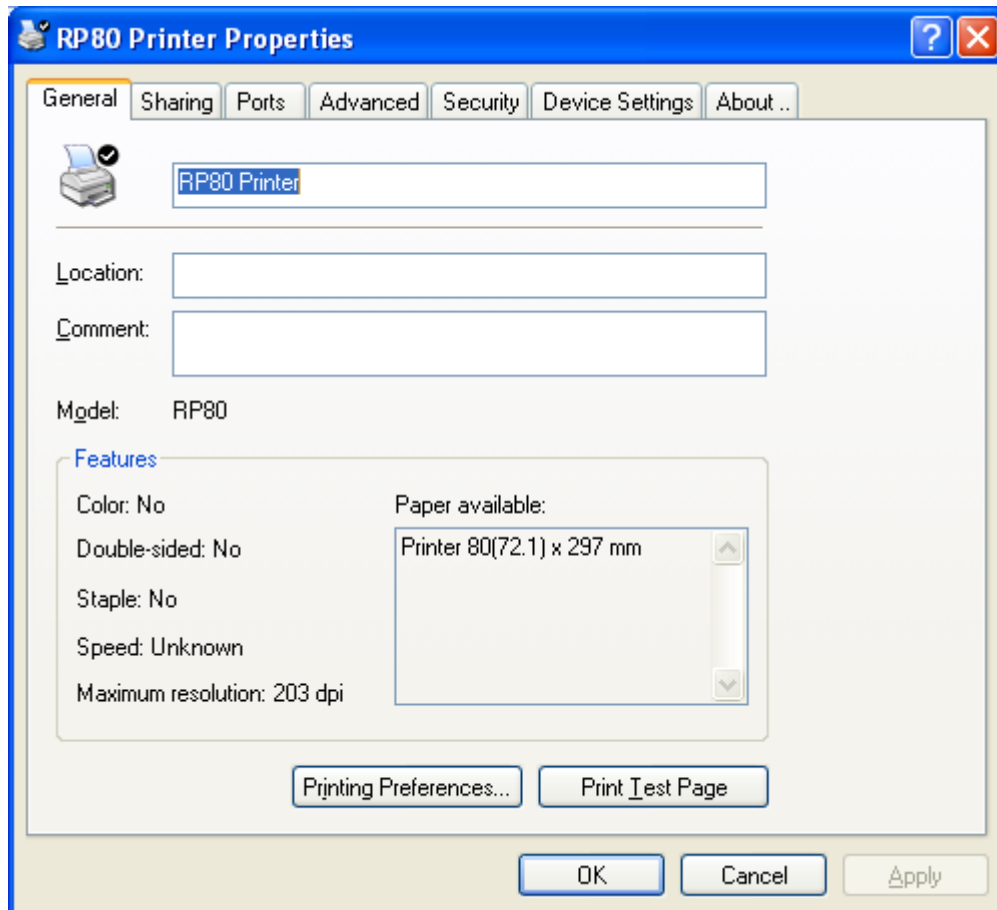 RP80 Printer Properties
?
General Sharing Ports Advanced Security Device Settings About ..
RP80 Printer
Location:
Comment:
Model: RP80
Features
Color: No Paper available:
Double-sided: No Printer 80(72.1) x 297 mm
Staple: No
Speed: Unknown
Maximum resolution: 203 dpi
Printing Preferences... Print Test Page
OK Cancel Apply